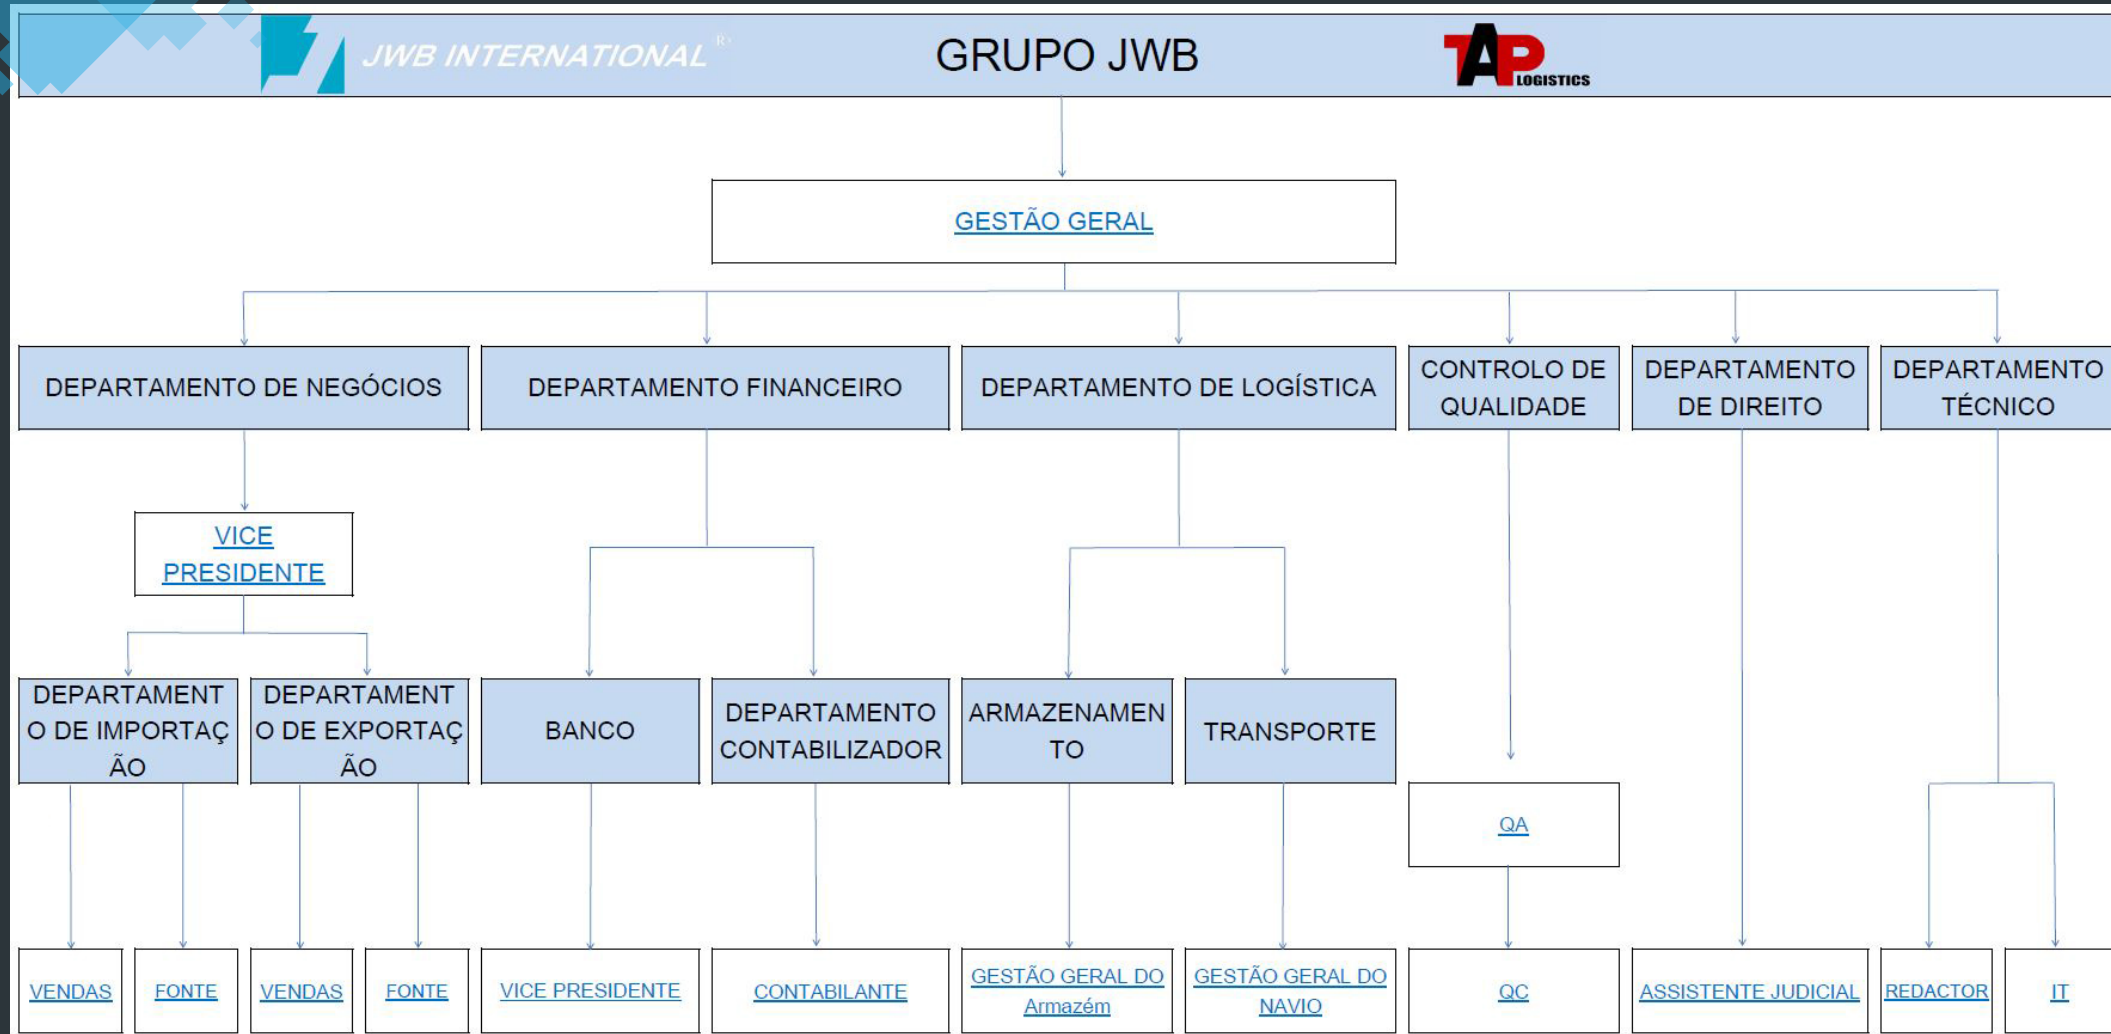 JWB INTERNATIONAL ®
GRUPO JWB
TAP
LOGISTICS
GESTÃO GERAL
DEPARTAMENTO DE NEGÓCIOS
DEPARTAMENTO FINANCEIRO
DEPARTAMENTO DE LOGÍSTICA
CONTROLO DE
QUALIDADE
DEPARTAMENTO
DE DIREITO
DEPARTAMENTO
TÉCNICO
VICE
PRESIDENTE
DEPARTAMENT
O DE IMPORTAÇ
ÃO
DEPARTAMENT
O DE EXPORTAÇ
ÃO
BANCO
DEPARTAMENTO
CONTABILIZADOR
ARMAZENAMEN
TO
TRANSPORTE
QA
VENDAS
FONTE
VENDAS
FONTE
VICE PRESIDENTE
CONTABILANTE
GESTÃO GERAL DO
Armazém
GESTÃO GERAL DO
NAVIO
QC
ASSISTENTE JUDICIAL
REDACTOR
IT